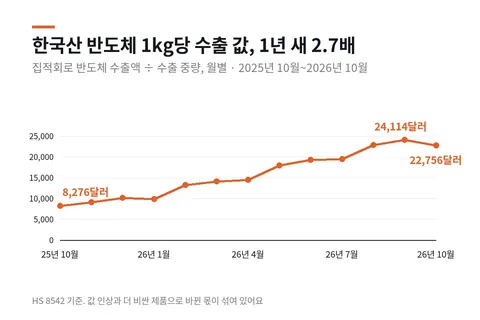 한국산 반도체 1kg당 수출 값, 1년 새 2.7배
집적회로 반도체 수출액 ÷ 수출 중량, 월별 · 2025년 10월~2026년 10월
24,114달러
25,000
22,756달러
20,000
15,000
8,276달러
10,000
5,000
0
25년 10월 26년 1월 26년 4월 26년 7월 26년 10월
HS 8542 기준. 값 인상과 더 비싼 제품으로 바뀐 몫이 섞여 있어요